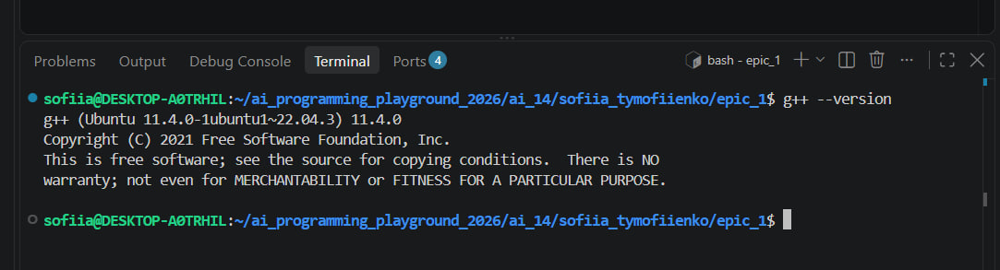 Problems Output Debug Console Terminal Ports 4 bash - epic_1
sofiia@DESKTOP-A0TRHIL:~/ai_programming_playground_2026/ai_14/sofiia_tymofiienko/epic_1$ g++ --version
g++ (Ubuntu 11.4.0-1ubuntu1~22.04.3) 11.4.0
Copyright (C) 2021 Free Software Foundation, Inc.
This is free software; see the source for copying conditions.  There is NO
warranty; not even for MERCHANTABILITY or FITNESS FOR A PARTICULAR PURPOSE.
sofiia@DESKTOP-A0TRHIL:~/ai_programming_playground_2026/ai_14/sofiia_tymofiienko/epic_1$